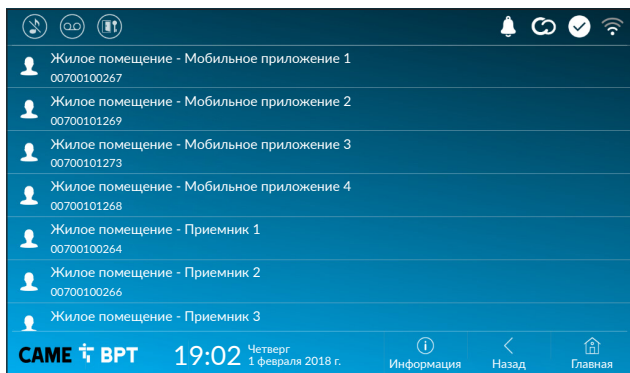 Жилое помещение - Мобильное приложение 1
00700100267
Жилое помещение - Мобильное приложение 2
00700101269
Жилое помещение - Мобильное приложение 3
00700101273
Жилое помещение - Мобильное приложение 4
00700101268
Жилое помещение - Приемник 1
00700100264
Жилое помещение - Приемник 2
00700100266
Жилое помещение - Приемник 3
CAME BPT
19:02
Четверг
1 февраля 2018 г.
Информация
Назад
Главная